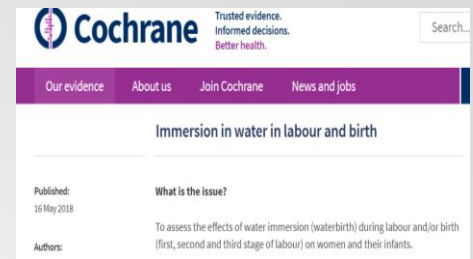 Cochrane
Trusted evidence.
Informed decisions.
Better health.
Search...
Our evidence About us Join Cochrane News and jobs
Immersion in water in labour and birth
Published:
16 May 2018
Authors:
What is the issue?
To assess the effects of water immersion (waterbirth) during labour and/or birth
(first, second and third stage of labour) on women and their infants.